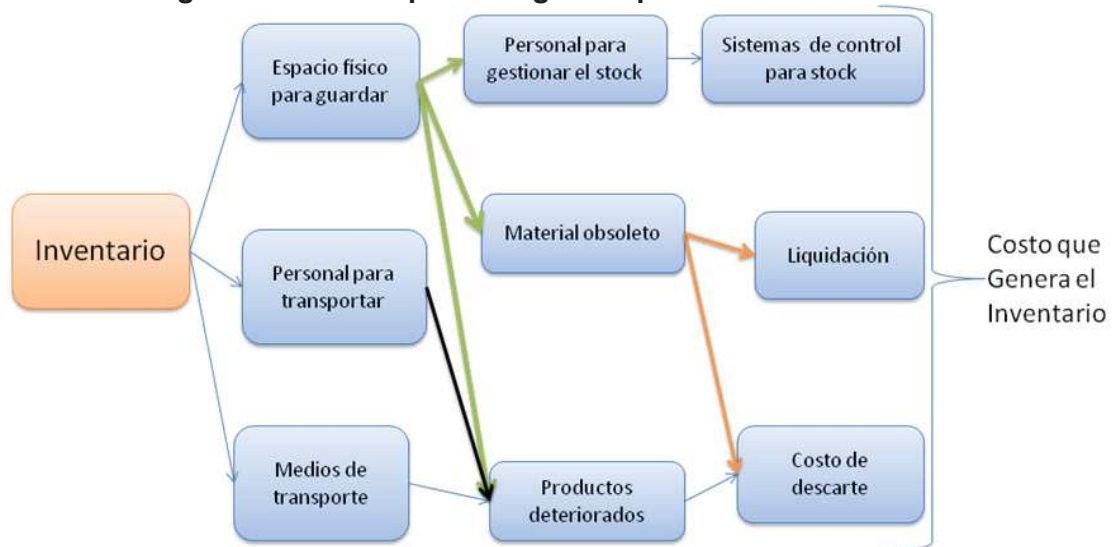 Espacio físico
para guardar
Personal para
gestionar el stock
Sistemas de control
para stock
Inventario
Personal para
transportar
Material obsoleto
Liquidación
Costo que
Genera el
Inventario
Medios de
transporte
Productos
deteriorados
Costo de
descarte